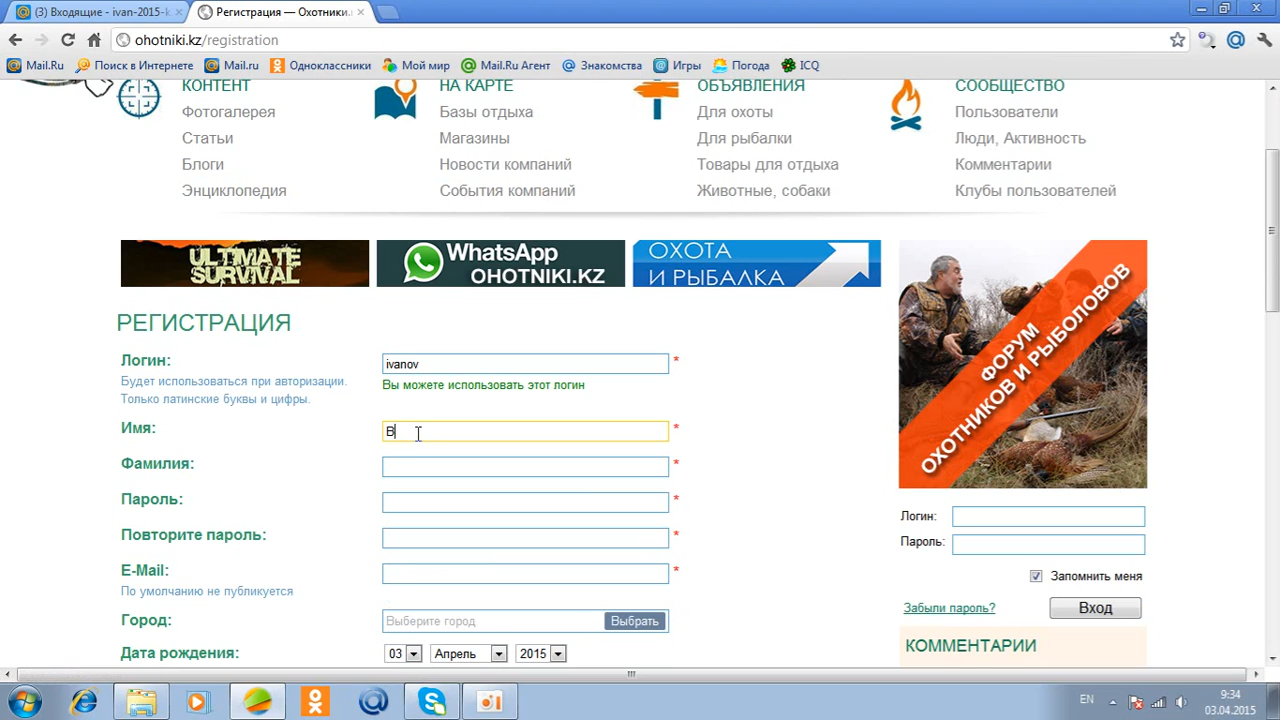 (3) Входящие - ivan-2015-k
Регистрация — Охотники.
ohotniki.kz/registration
Mail.Ru
Поиск в Интернете
Mail.ru
Одноклассники
Мой мир
Mail.Ru Агент
Знакомства
Игры
Погода
ICQ
КОНТЕНТ
Фотогалерея
Статьи
Блоги
Энциклопедия
НА КАРТЕ
Базы отдыха
Магазины
Новости компаний
События компаний
ОБЪЯВЛЕНИЯ
Для охоты
Для рыбалки
Товары для отдыха
Животные, собаки
СООБЩЕСТВО
Пользователи
Люди, Активность
Комментарии
Клубы пользователей
ULTIMATE
SURVIVAL
WhatsApp
OHOTNIKI.KZ
ОХОТА
И РЫБАЛКА
ФОРУМ
ОХОТНИКОВ И РЫБОЛОВОВ
РЕГИСТРАЦИЯ
Логин:
ivanov
*
Будет использоваться при авторизации.
Только латинские буквы и цифры.
Вы можете использовать этот логин
Имя:
B
*
Фамилия:
*
Пароль:
*
Повторите пароль:
*
E-Mail:
*
По умолчанию не публикуется
Город:
Выберите город
Выбрать
Дата рождения:
03
Апрель
2015
Логин:
Пароль:
Запомнить меня
Забыли пароль?
Вход
КОММЕНТАРИИ
EN
9:34
03.04.2015